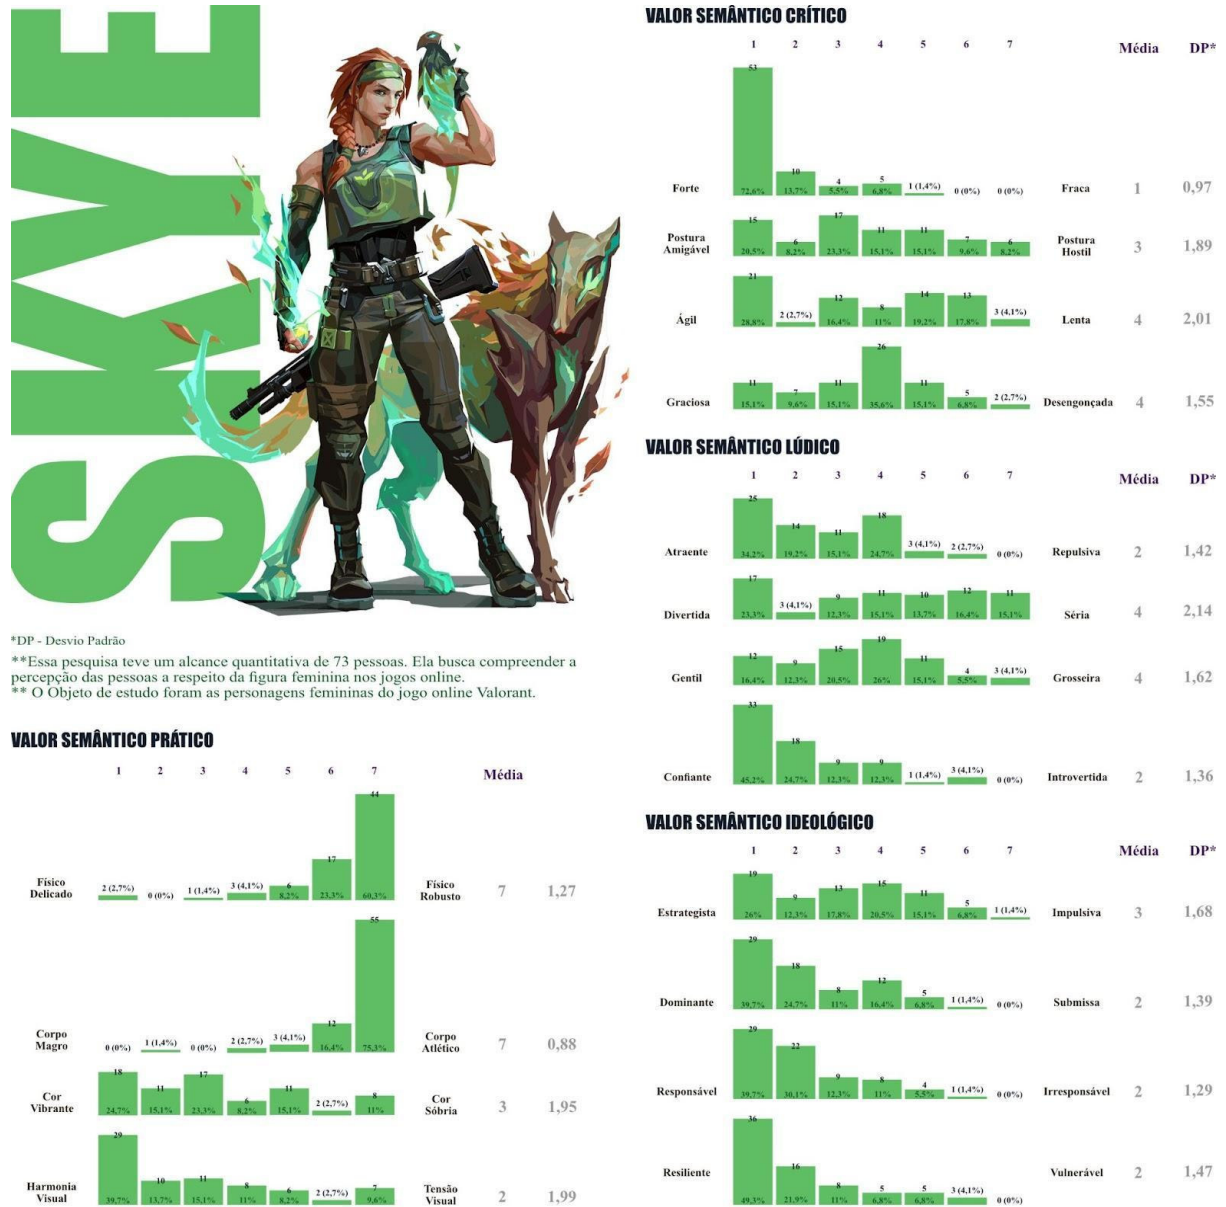 SKYE
*DP - Desvio Padrão
**Essa pesquisa teve um alcance quantitativa de 73 pessoas. Ela busca compreender a
percepção das pessoas a respeito da figura feminina nos jogos online.
** O Objeto de estudo foram as personagens femininas do jogo online Valorant.
VALOR SEMÂNTICO PRÁTICO
1 2 3 4 5 6 7 Média
44
17
2 (2,7%) 0 (0%) 1 (1,4%) 3 (4,1%) 6
Físico Delicado 8,2% 23,3% 60,3% Físico Robusto 7 1,27
55
12
Corpo Magro 0 (0%) 1 (1,4%) 0 (0%) 2 (2,7%) 3 (4,1%) 16,4% 75,3% Corpo Atlético 7 0,88
18 11 17 6 11 2 (2,7%) 8
Cor Vibrante 24,7% 15,1% 23,3% 8,2% 15,1% 11% Cor Sóbria 3 1,95
29 10 11 8 6 2 (2,7%) 7
Harmonia Visual 39,7% 13,7% 15,1% 11% 8,2% 9,6% Tensão Visual 2 1,99
VALOR SEMÂNTICO CRÍTICO
1 2 3 4 5 6 7 Média DP*
53 10 4 5 1 (1,4%) 0 (0%) 0 (0%)
Forte 72,6% 13,7% 5,5% 6,8% Fraca 1 0,97
15 6 17 11 11 7 6
Postura Amigável 20,5% 8,2% 23,3% 15,1% 15,1% 9,6% 8,2% Postura Hostil 3 1,89
21 2 (2,7%) 12 8 14 13 3 (4,1%)
Ágil 28,8% 16,4% 11% 19,2% 17,8% Lenta 4 2,01
11 7 11 26 11 5 2 (2,7%)
Graciosa 15,1% 9,6% 15,1% 35,6% 15,1% 6,8% Desengonçada 4 1,55
VALOR SEMÂNTICO LÚDICO
1 2 3 4 5 6 7 Média DP*
25 14 11 18 3 (4,1%) 2 (2,7%) 0 (0%)
Atraente 34,2% 19,2% 15,1% 24,7% Repulsiva 2 1,42
17 3 (4,1%) 9 11 10 12 11
Divertida 23,3% 12,3% 15,1% 13,7% 16,4% 15,1% Séria 4 2,14
12 9 15 19 11 4 3 (4,1%)
Gentil 16,4% 12,3% 20,5% 26% 15,1% 5,5% Grosseira 4 1,62
33 18 9 9 1 (1,4%) 3 (4,1%) 0 (0%)
Confiante 45,2% 24,7% 12,3% 12,3% Introvertida 2 1,36
VALOR SEMÂNTICO IDEOLÓGICO
1 2 3 4 5 6 7 Média DP*
19 9 13 15 11 5 1 (1,4%)
Estrategista 26% 12,3% 17,8% 20,5% 15,1% 6,8% Impulsiva 3 1,68
29 18 8 12 5 1 (1,4%) 0 (0%)
Dominante 39,7% 24,7% 11% 16,4% 6,8% Submissa 2 1,39
29 22 9 8 4 1 (1,4%) 0 (0%)
Responsável 39,7% 30,1% 12,3% 11% 5,5% Irresponsável 2 1,29
36 16 8 5 5 3 (4,1%) 0 (0%)
Resiliente 49,3% 21,9% 11% 6,8% 6,8% Vulnerável 2 1,47